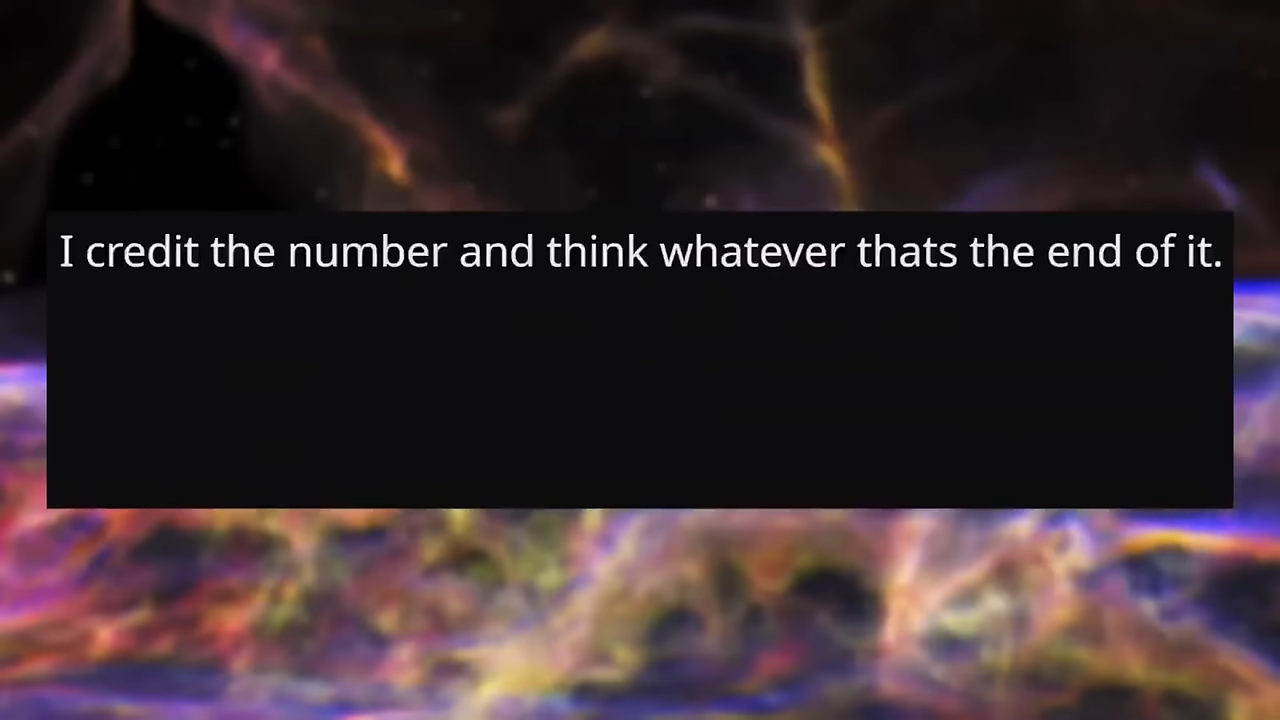 I credit the number and think whatever thats the end of it.